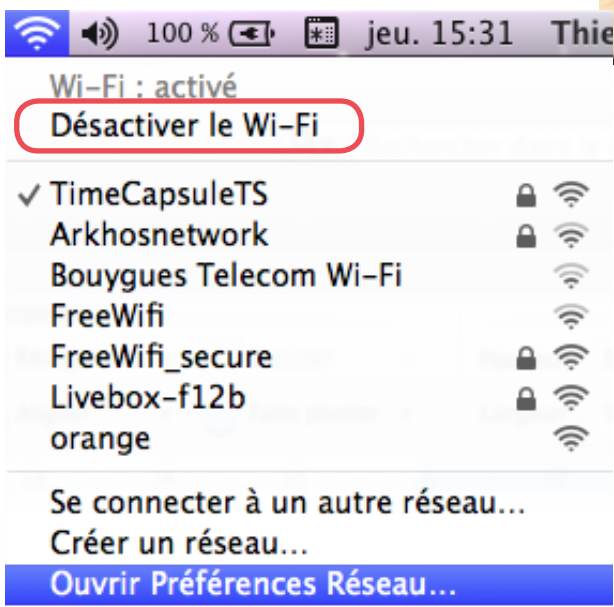 100 % jeu. 15:31 Thie
Wi-Fi : activé
Désactiver le Wi-Fi
TimeCapsuleTS
Arkhosnetwork
Bouygues Telecom Wi-Fi
FreeWifi
FreeWifi_secure
Livebox-f12b
orange
Se connecter à un autre réseau...
Créer un réseau...
Ouvrir Préférences Réseau...